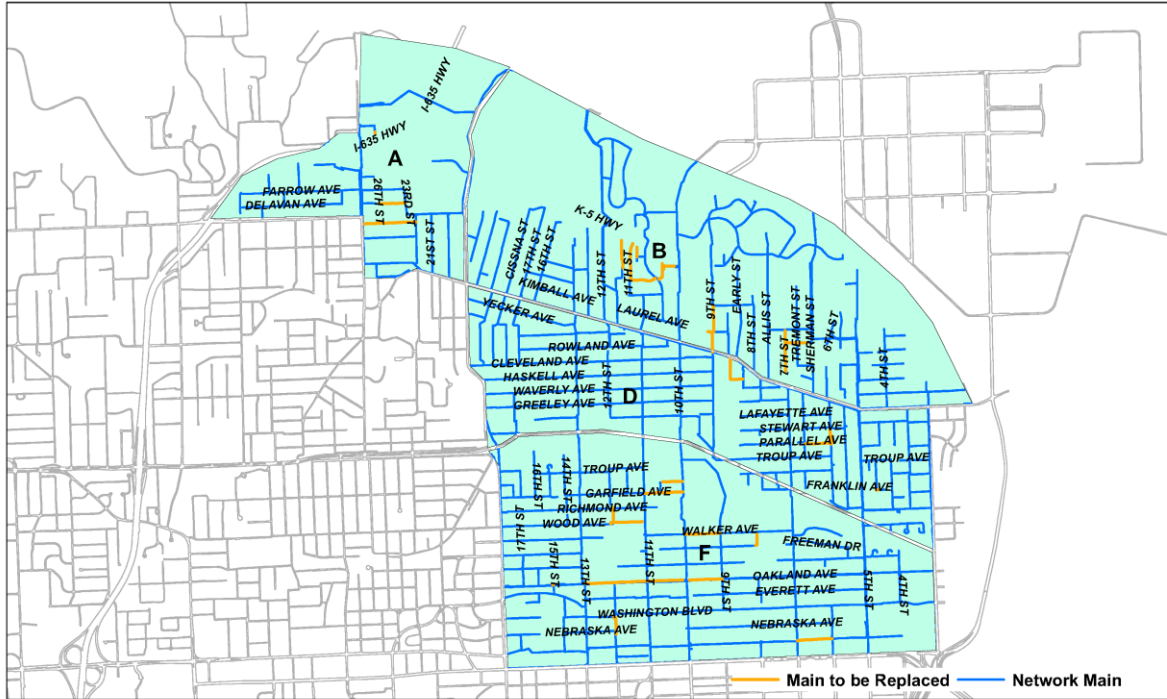 I-635 HWY
I-635 HWY
A
FARROW AVE
DELAVAN AVE
26TH ST
23RD ST
21ST ST
K-5 HWY
B
CISSNA ST
17TH ST
16TH ST
12TH ST
11TH ST
KIMBALL AVE
YECKER AVE
LAUREL AVE
9TH ST
EARLY ST
8TH ST
ALLIS ST
7TH ST
TREMONT ST
SHERMAN ST
6TH ST
4TH ST
ROWLAND AVE
CLEVELAND AVE
HASKELL AVE
WAVERLY AVE
GREELEY AVE
12TH ST
D
10TH ST
LAFAYETTE AVE
STEWART AVE
PARALLEL AVE
TROUP AVE
TROUP AVE
FRANKLIN AVE
16TH ST
14TH ST
TROUP AVE
GARFIELD AVE
RICHMOND AVE
WOOD AVE
17TH ST
15TH ST
13TH ST
11TH ST
WALKER AVE
F
FREEMAN DR
9TH ST
OAKLAND AVE
EVERETT AVE
5TH ST
4TH ST
WASHINGTON BLVD
NEBRASKA AVE
NEBRASKA AVE
Main to be Replaced
Network Main